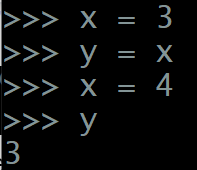 >>> x = 3
>>> y = x
>>> x = 4
>>> y
3